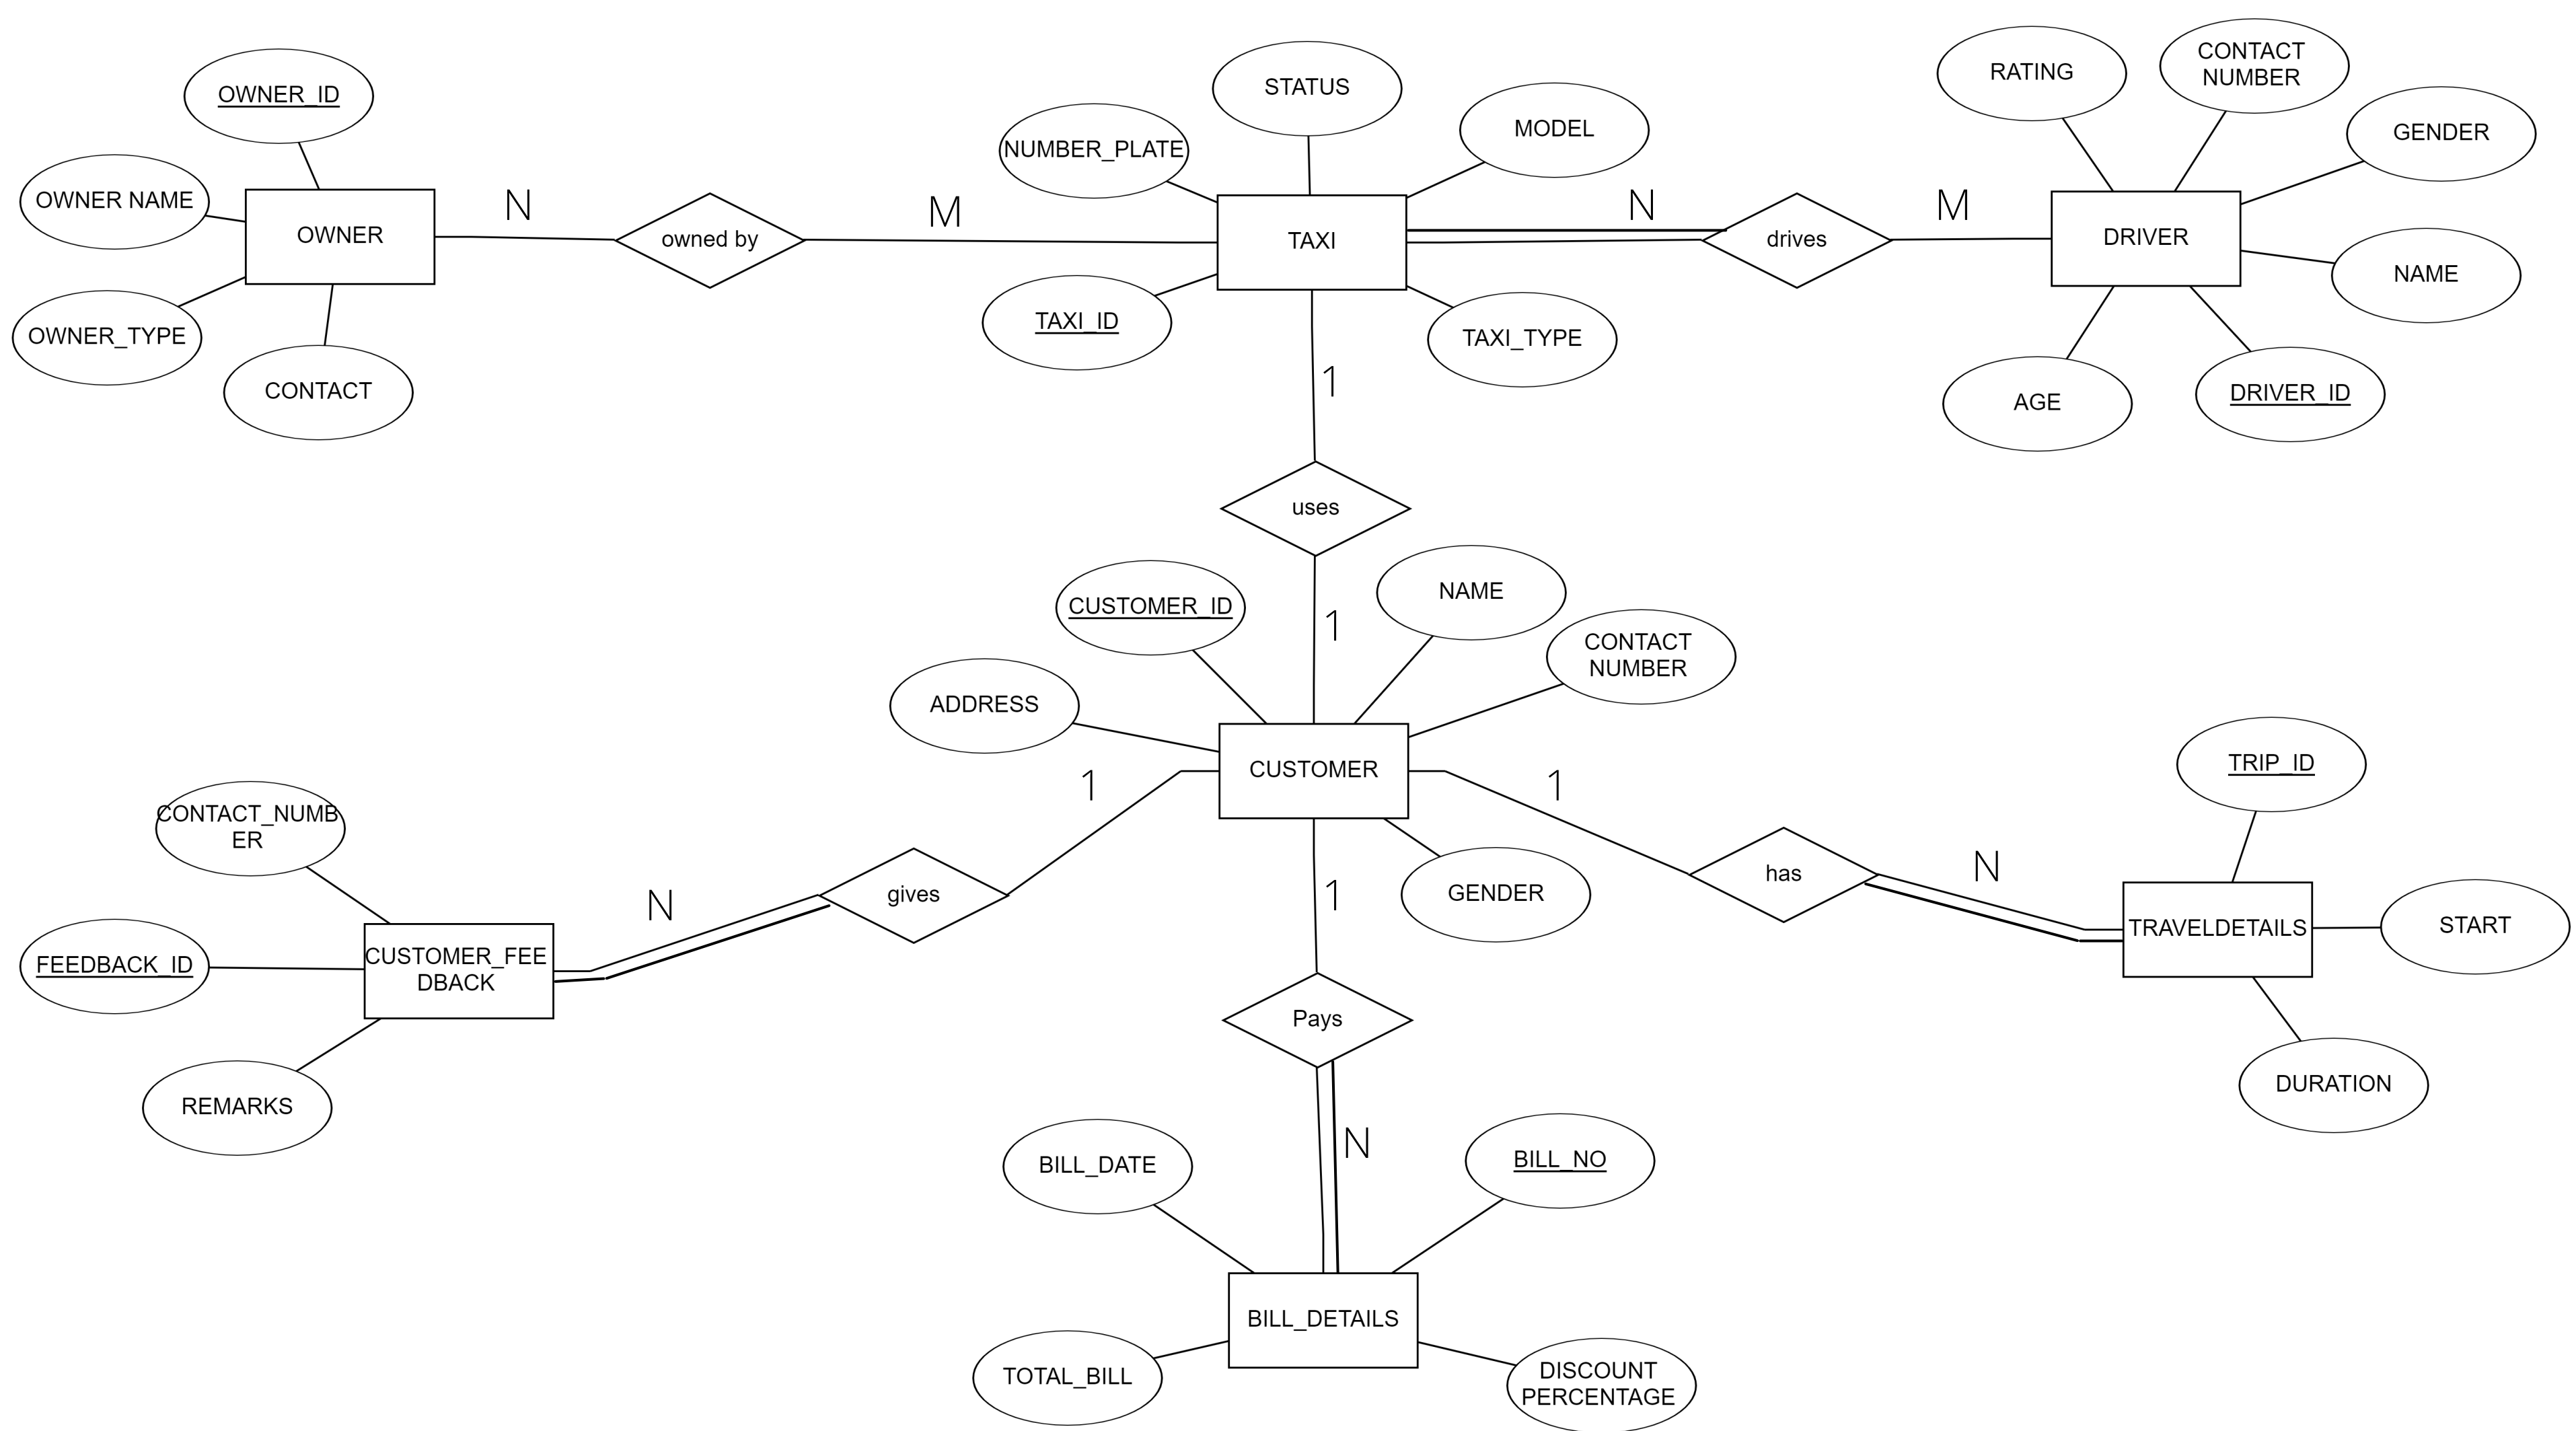 OWNER_ID
OWNER NAME
OWNER
OWNER_TYPE
CONTACT
N
owned by
M
STATUS
NUMBER_PLATE
MODEL
TAXI
TAXI_ID
TAXI_TYPE
N
drives
M
RATING
CONTACT
NUMBER
GENDER
DRIVER
NAME
AGE
DRIVER_ID
1
uses
1
CUSTOMER_ID
NAME
CONTACT
NUMBER
ADDRESS
CUSTOMER
GENDER
1
gives
N
CONTACT_NUMB
ER
FEEDBACK_ID
CUSTOMER_FEE
DBACK
REMARKS
1
has
N
TRIP_ID
TRAVELDETAILS
START
DURATION
1
Pays
N
BILL_DATE
BILL_NO
BILL_DETAILS
TOTAL_BILL
DISCOUNT
PERCENTAGE